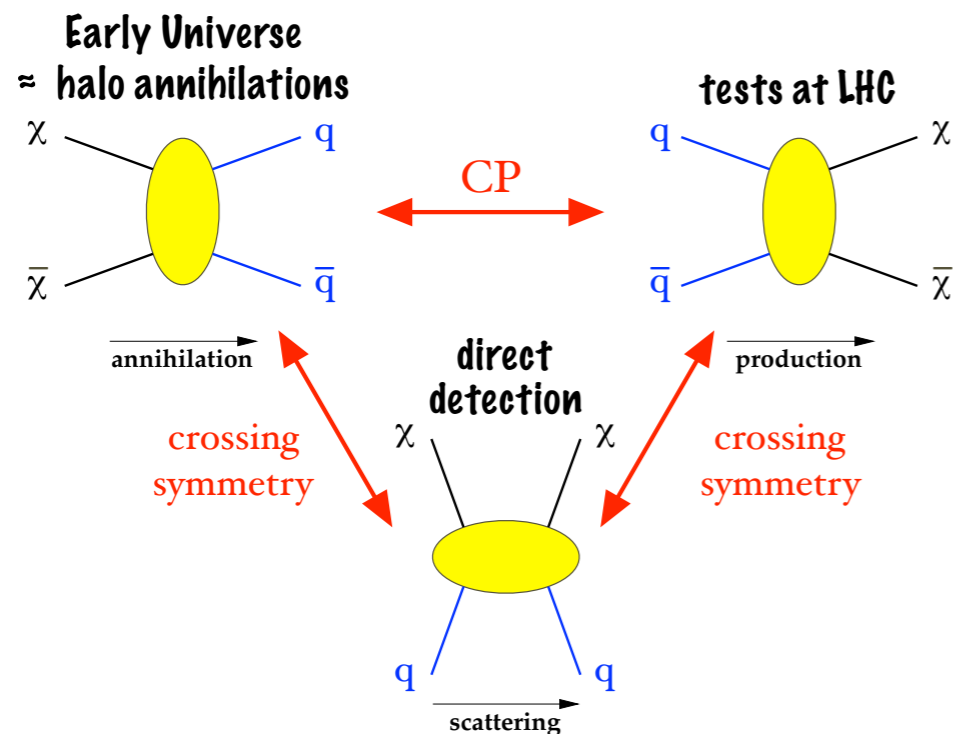 Early Universe
≈ halo annihilations
tests at LHC
χ
q
q
χ
CP
χ̅
q̅
q̅
χ̅
annihilation
production
direct
detection
χ
χ
crossing
symmetry
crossing
symmetry
q
q
scattering